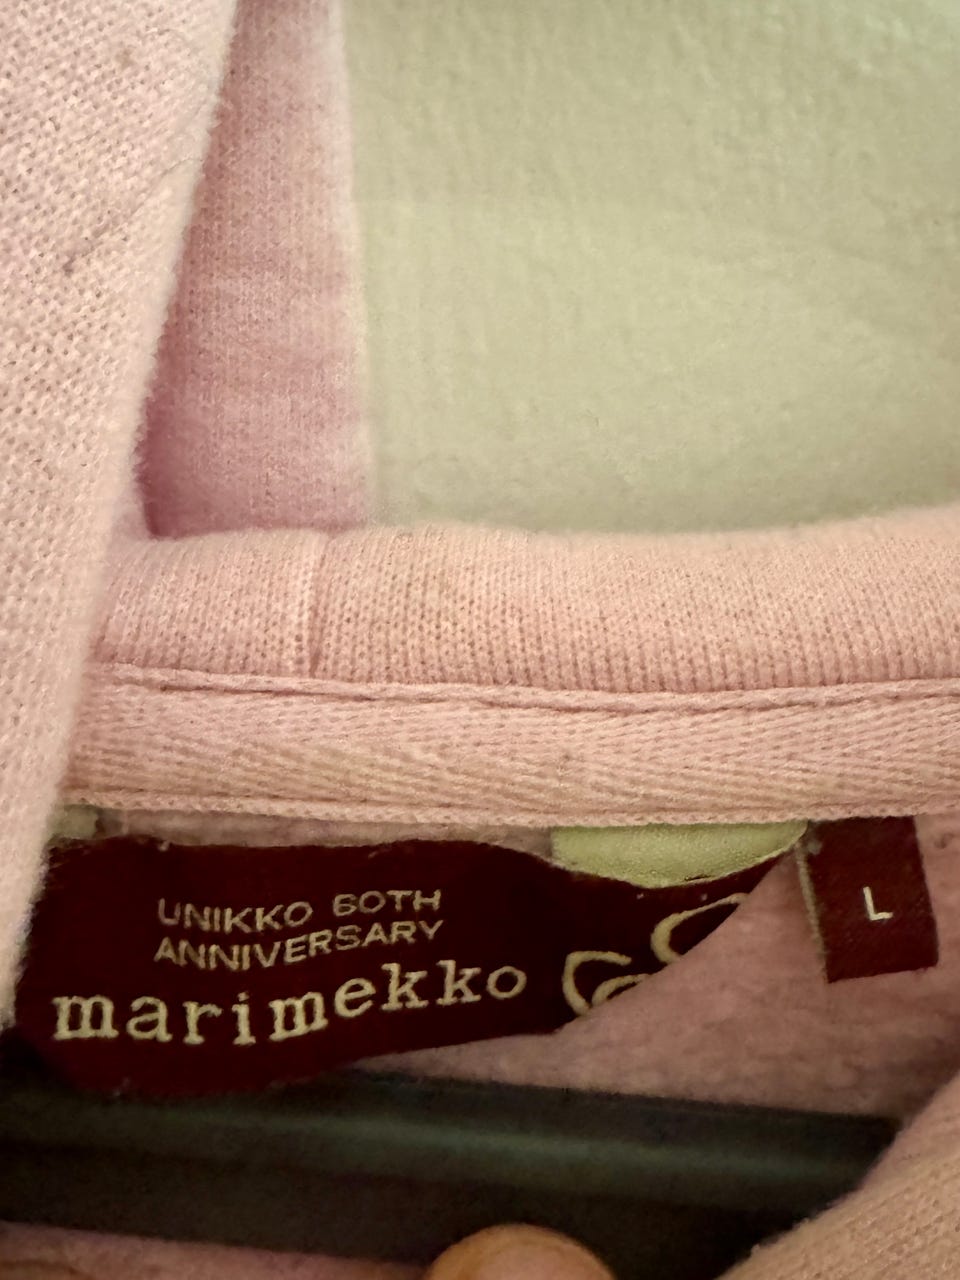 UNIKKO 60TH
ANNIVERSARY
marimekko
L